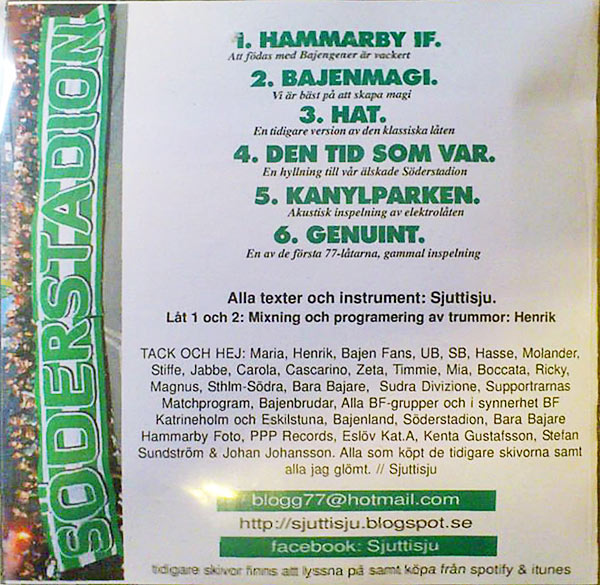 SÖDERSTADION
1. HAMMARBY IF.
Att födas med Bajengener är vackert
2. BAJENMAGI.
Vi är bäst på att skapa magi
3. HAT.
En tidigare version av den klassiska låten
4. DEN TID SOM VAR.
En hyllning till vår älskade Söderstadion
5. KANYLPARKEN.
Akustisk inspelning av elektrolåten
6. GENUINT.
En av de första 77-låtarna, gammal inspelning
Alla texter och instrument: Sjuttisju.
Låt 1 och 2: Mixning och programering av trummor: Henrik
TACK OCH HEJ: Maria, Henrik, Bajen Fans, UB, SB, Hasse, Molander,
Stiffe, Jabbe, Carola, Cascarino, Zeta, Timmie, Mia, Boccata, Ricky,
Magnus, Sthlm-Södra, Bara Bajare, Sudra Divizione, Supportrarnas
Matchprogram, Bajenbrudar, Alla BF-grupper och i synnerhet BF
Katrineholm och Eskilstuna, Bajenland, Söderstadion, Bara Bajare
Hammarby Foto, PPP Records, Eslöv Kat.A, Kenta Gustafsson, Stefan
Sundström & Johan Johansson. Alla som köpt de tidigare skivorna samt
alla jag glömt. // Sjuttisju
blogg77@hotmail.com
http://sjuttisju.blogspot.se
facebook: Sjuttisju
tidigare skivor finns att lyssna på samt köpa från spotify & itunes